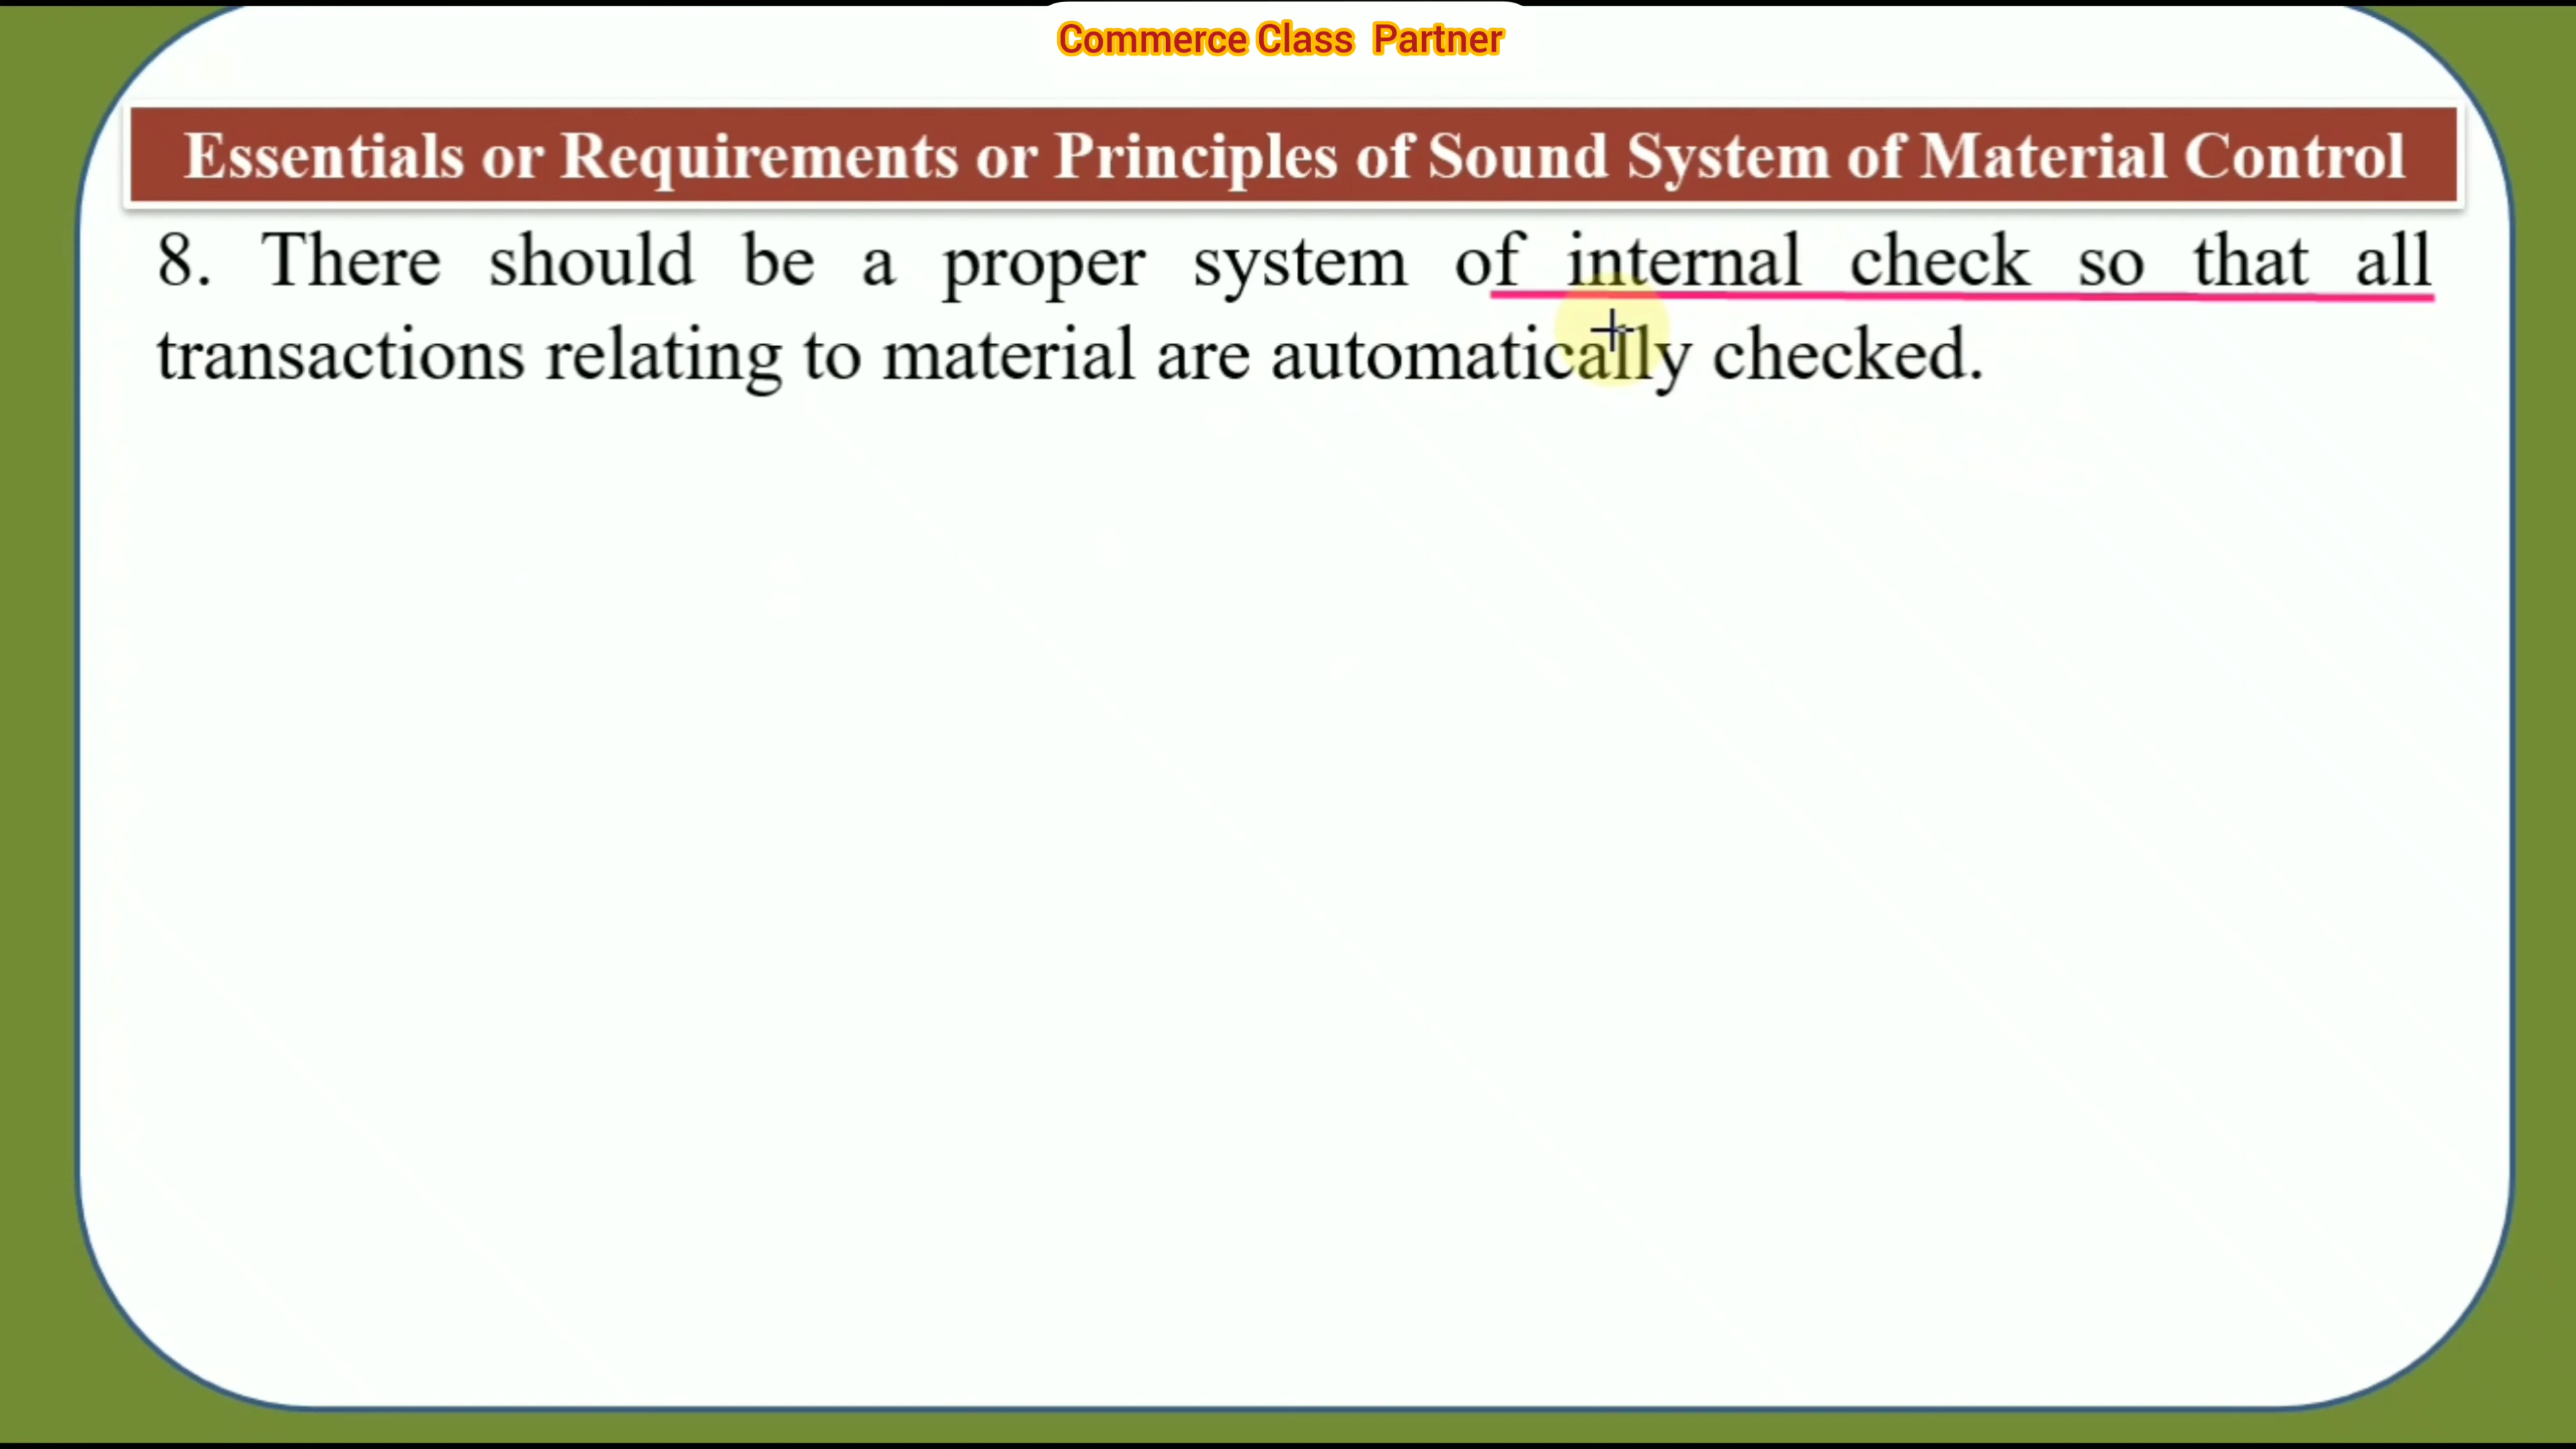 Commerce Class Partner
Essentials or Requirements or Principles of Sound System of Material Control
8. There should be a proper system of internal check so that all
transactions relating to material are automatically checked.